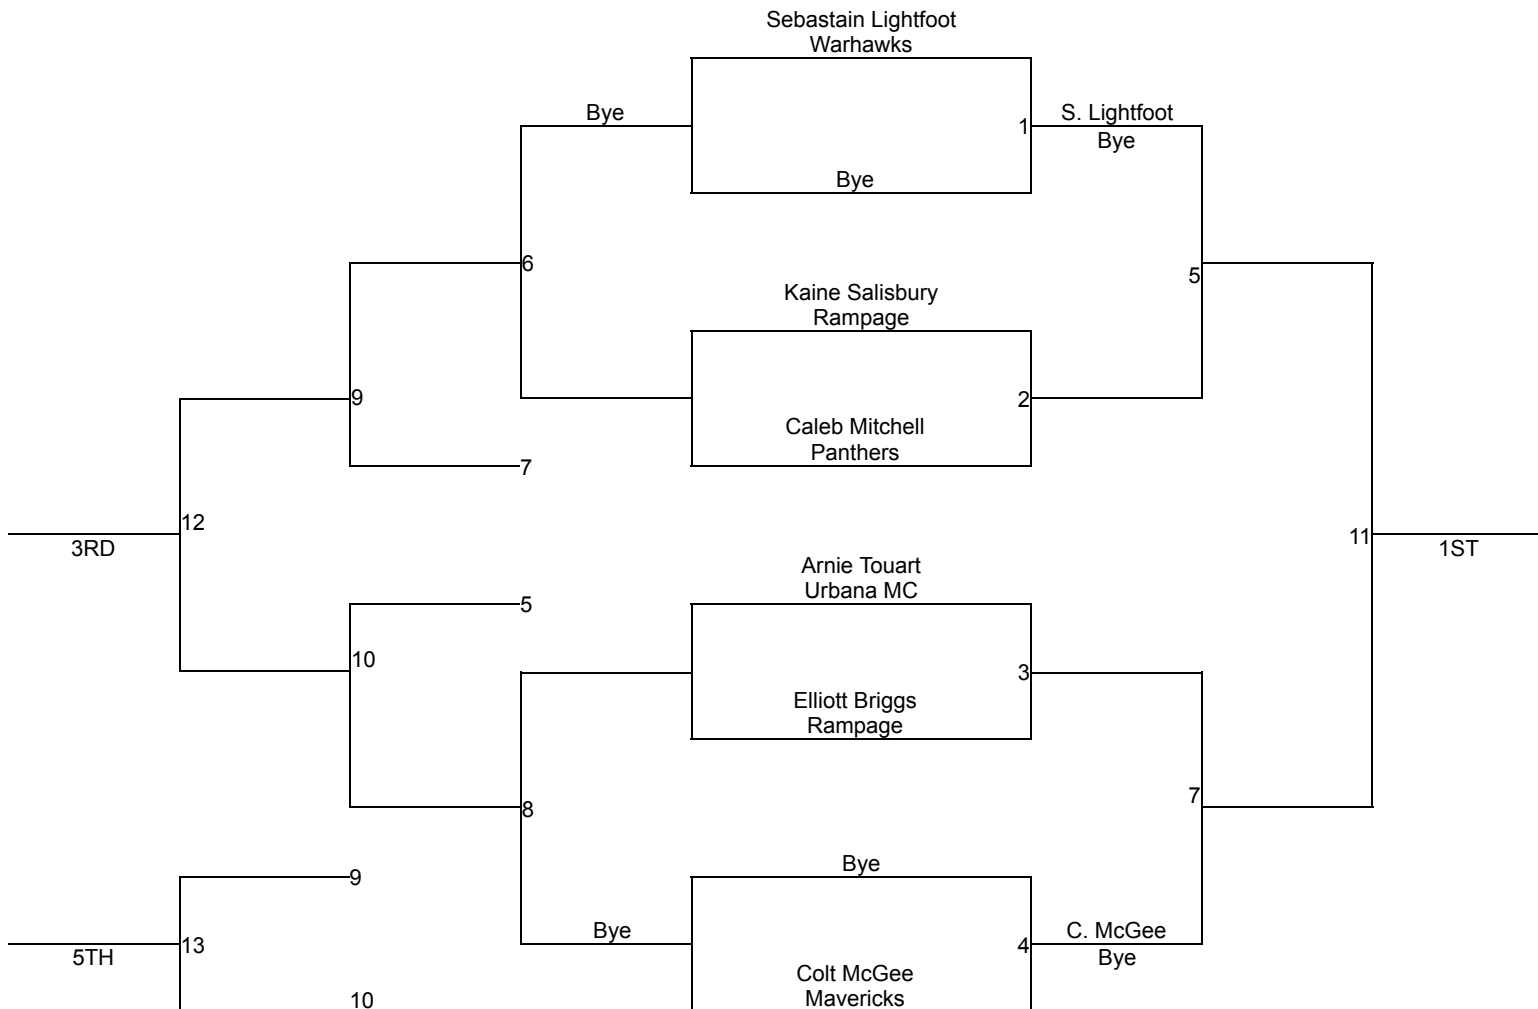 Sebastain Lightfoot
Warhawks
Bye
1
S. Lightfoot
Bye
Bye
6
5
Kaine Salisbury
Rampage
9
2
Caleb Mitchell
Panthers
7
12
3RD
11
1ST
Arnie Touart
Urbana MC
5
10
3
Elliott Briggs
Rampage
7
8
Bye
9
Bye
4
C. McGee
Bye
13
5TH
Colt McGee
Mavericks
10